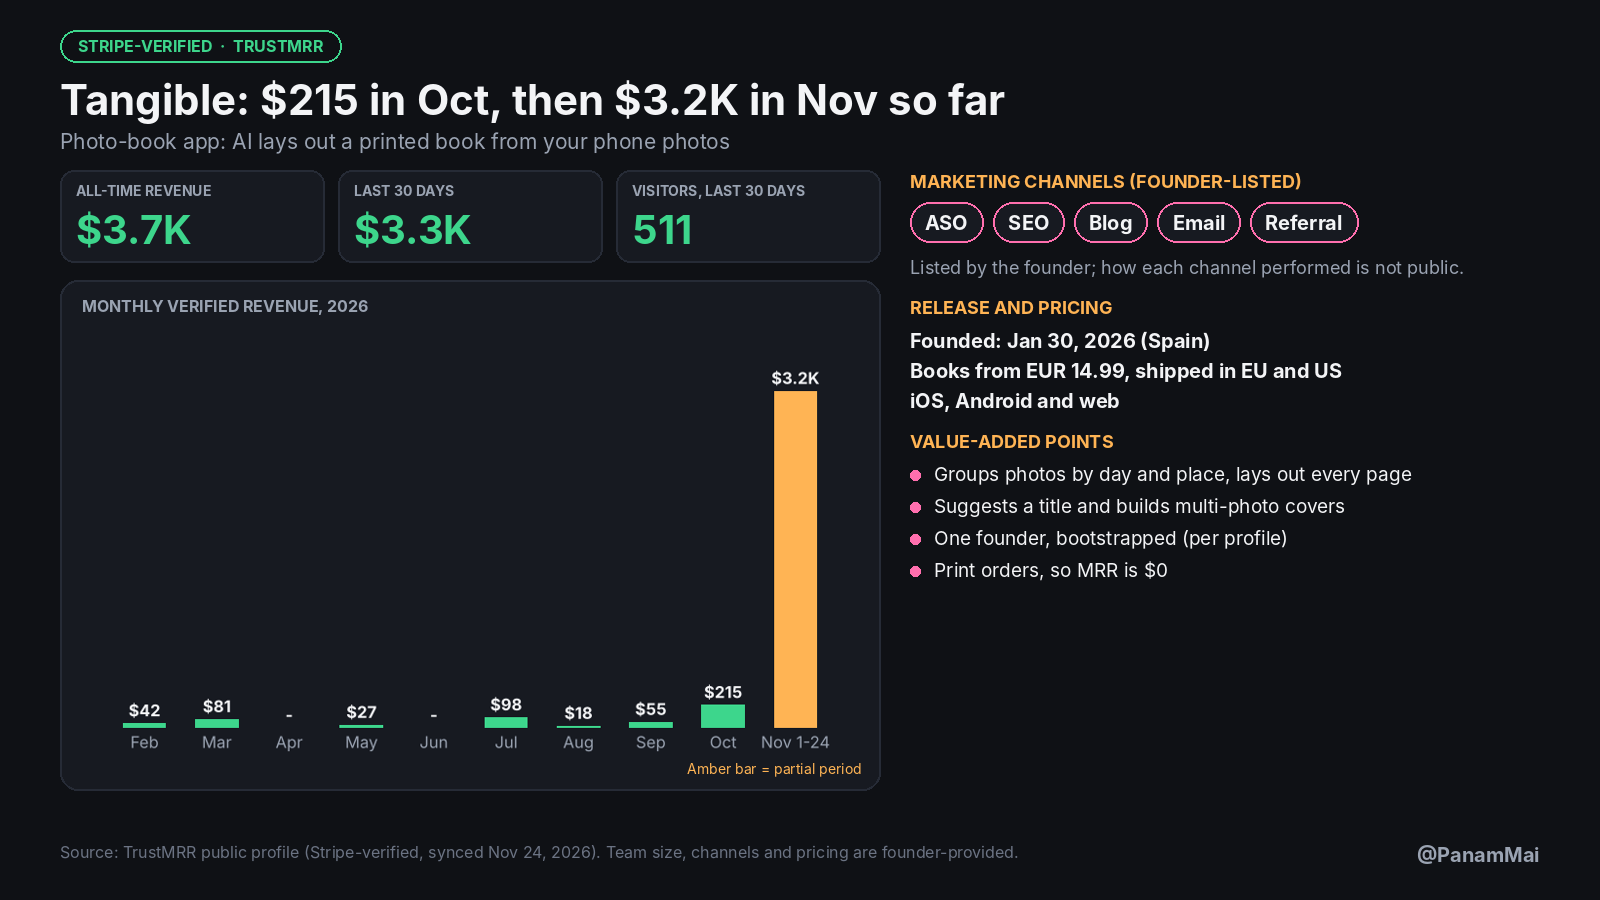 STRIPE-VERIFIED · TRUSTMRR
Tangible: $215 in Oct, then $3.2K in Nov so far
Photo-book app: AI lays out a printed book from your phone photos
ALL-TIME REVENUE
$3.7K
LAST 30 DAYS
$3.3K
VISITORS, LAST 30 DAYS
511
MONTHLY VERIFIED REVENUE, 2026
$42
$81
-
$27
-
$98
$18
$55
$215
$3.2K
Feb
Mar
Apr
May
Jun
Jul
Aug
Sep
Oct
Nov 1-24
Amber bar = partial period
MARKETING CHANNELS (FOUNDER-LISTED)
ASO
SEO
Blog
Email
Referral
Listed by the founder; how each channel performed is not public.
RELEASE AND PRICING
Founded: Jan 30, 2026 (Spain)
Books from EUR 14.99, shipped in EU and US
iOS, Android and web
VALUE-ADDED POINTS
Groups photos by day and place, lays out every page
Suggests a title and builds multi-photo covers
One founder, bootstrapped (per profile)
Print orders, so MRR is $0
Source: TrustMRR public profile (Stripe-verified, synced Nov 24, 2026). Team size, channels and pricing are founder-provided.
@PanamMai